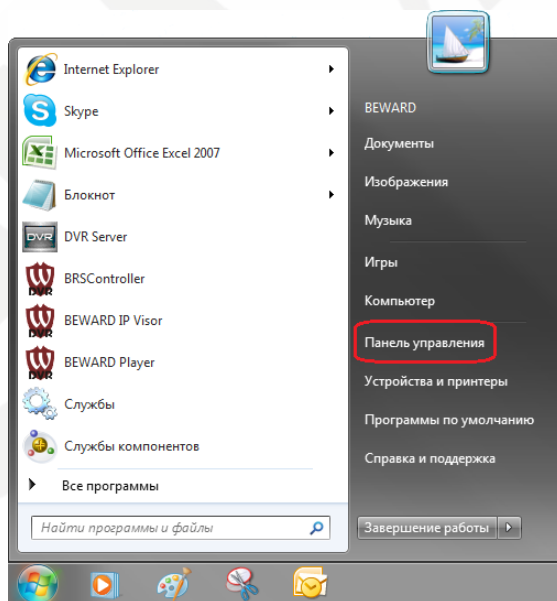 Internet Explorer
Skype
Microsoft Office Excel 2007
Блокнот
DVR Server
BRSController
BEWARD IP Visor
BEWARD Player
Службы
Службы компонентов
Все программы
Найти программы и файлы
BEWARD
Документы
Изображения
Музыка
Игры
Компьютер
Панель управления
Устройства и принтеры
Программы по умолчанию
Справка и поддержка
Завершение работы